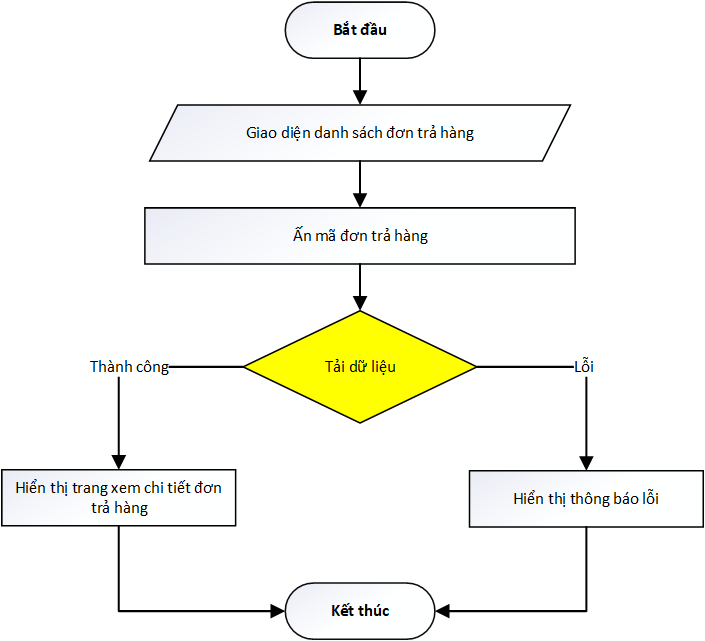 Bắt đầu
Giao diện danh sách đơn trả hàng
Ấn mã đơn trả hàng
Tải dữ liệu
Thành công
Lỗi
Hiển thị trang xem chi tiết đơn
trả hàng
Hiển thị thông báo lỗi
Kết thúc